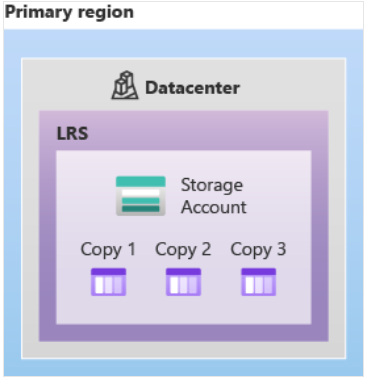 Primary region
Datacenter
LRS
Storage
Account
Copy 1 Copy 2 Copy 3